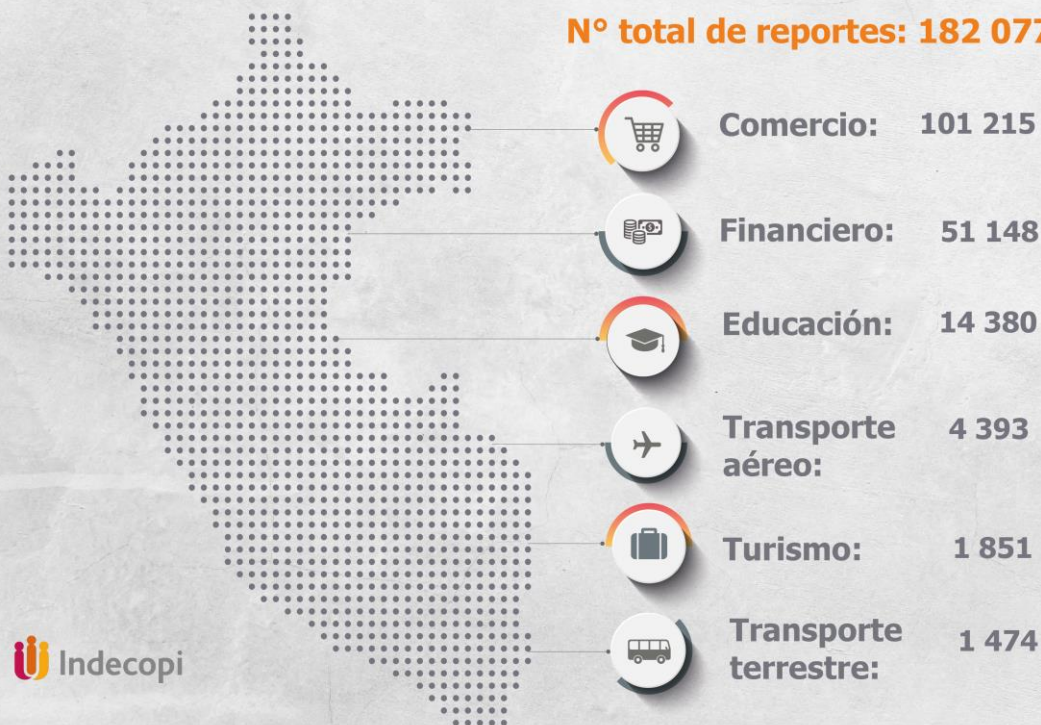 N° total de reportes: 182 077
Comercio: 101 215
Financiero: 51 148
Educación: 14 380
Transporte 4 393
aéreo:
Turismo: 1 851
Transporte 1 474
terrestre:
Indecopi